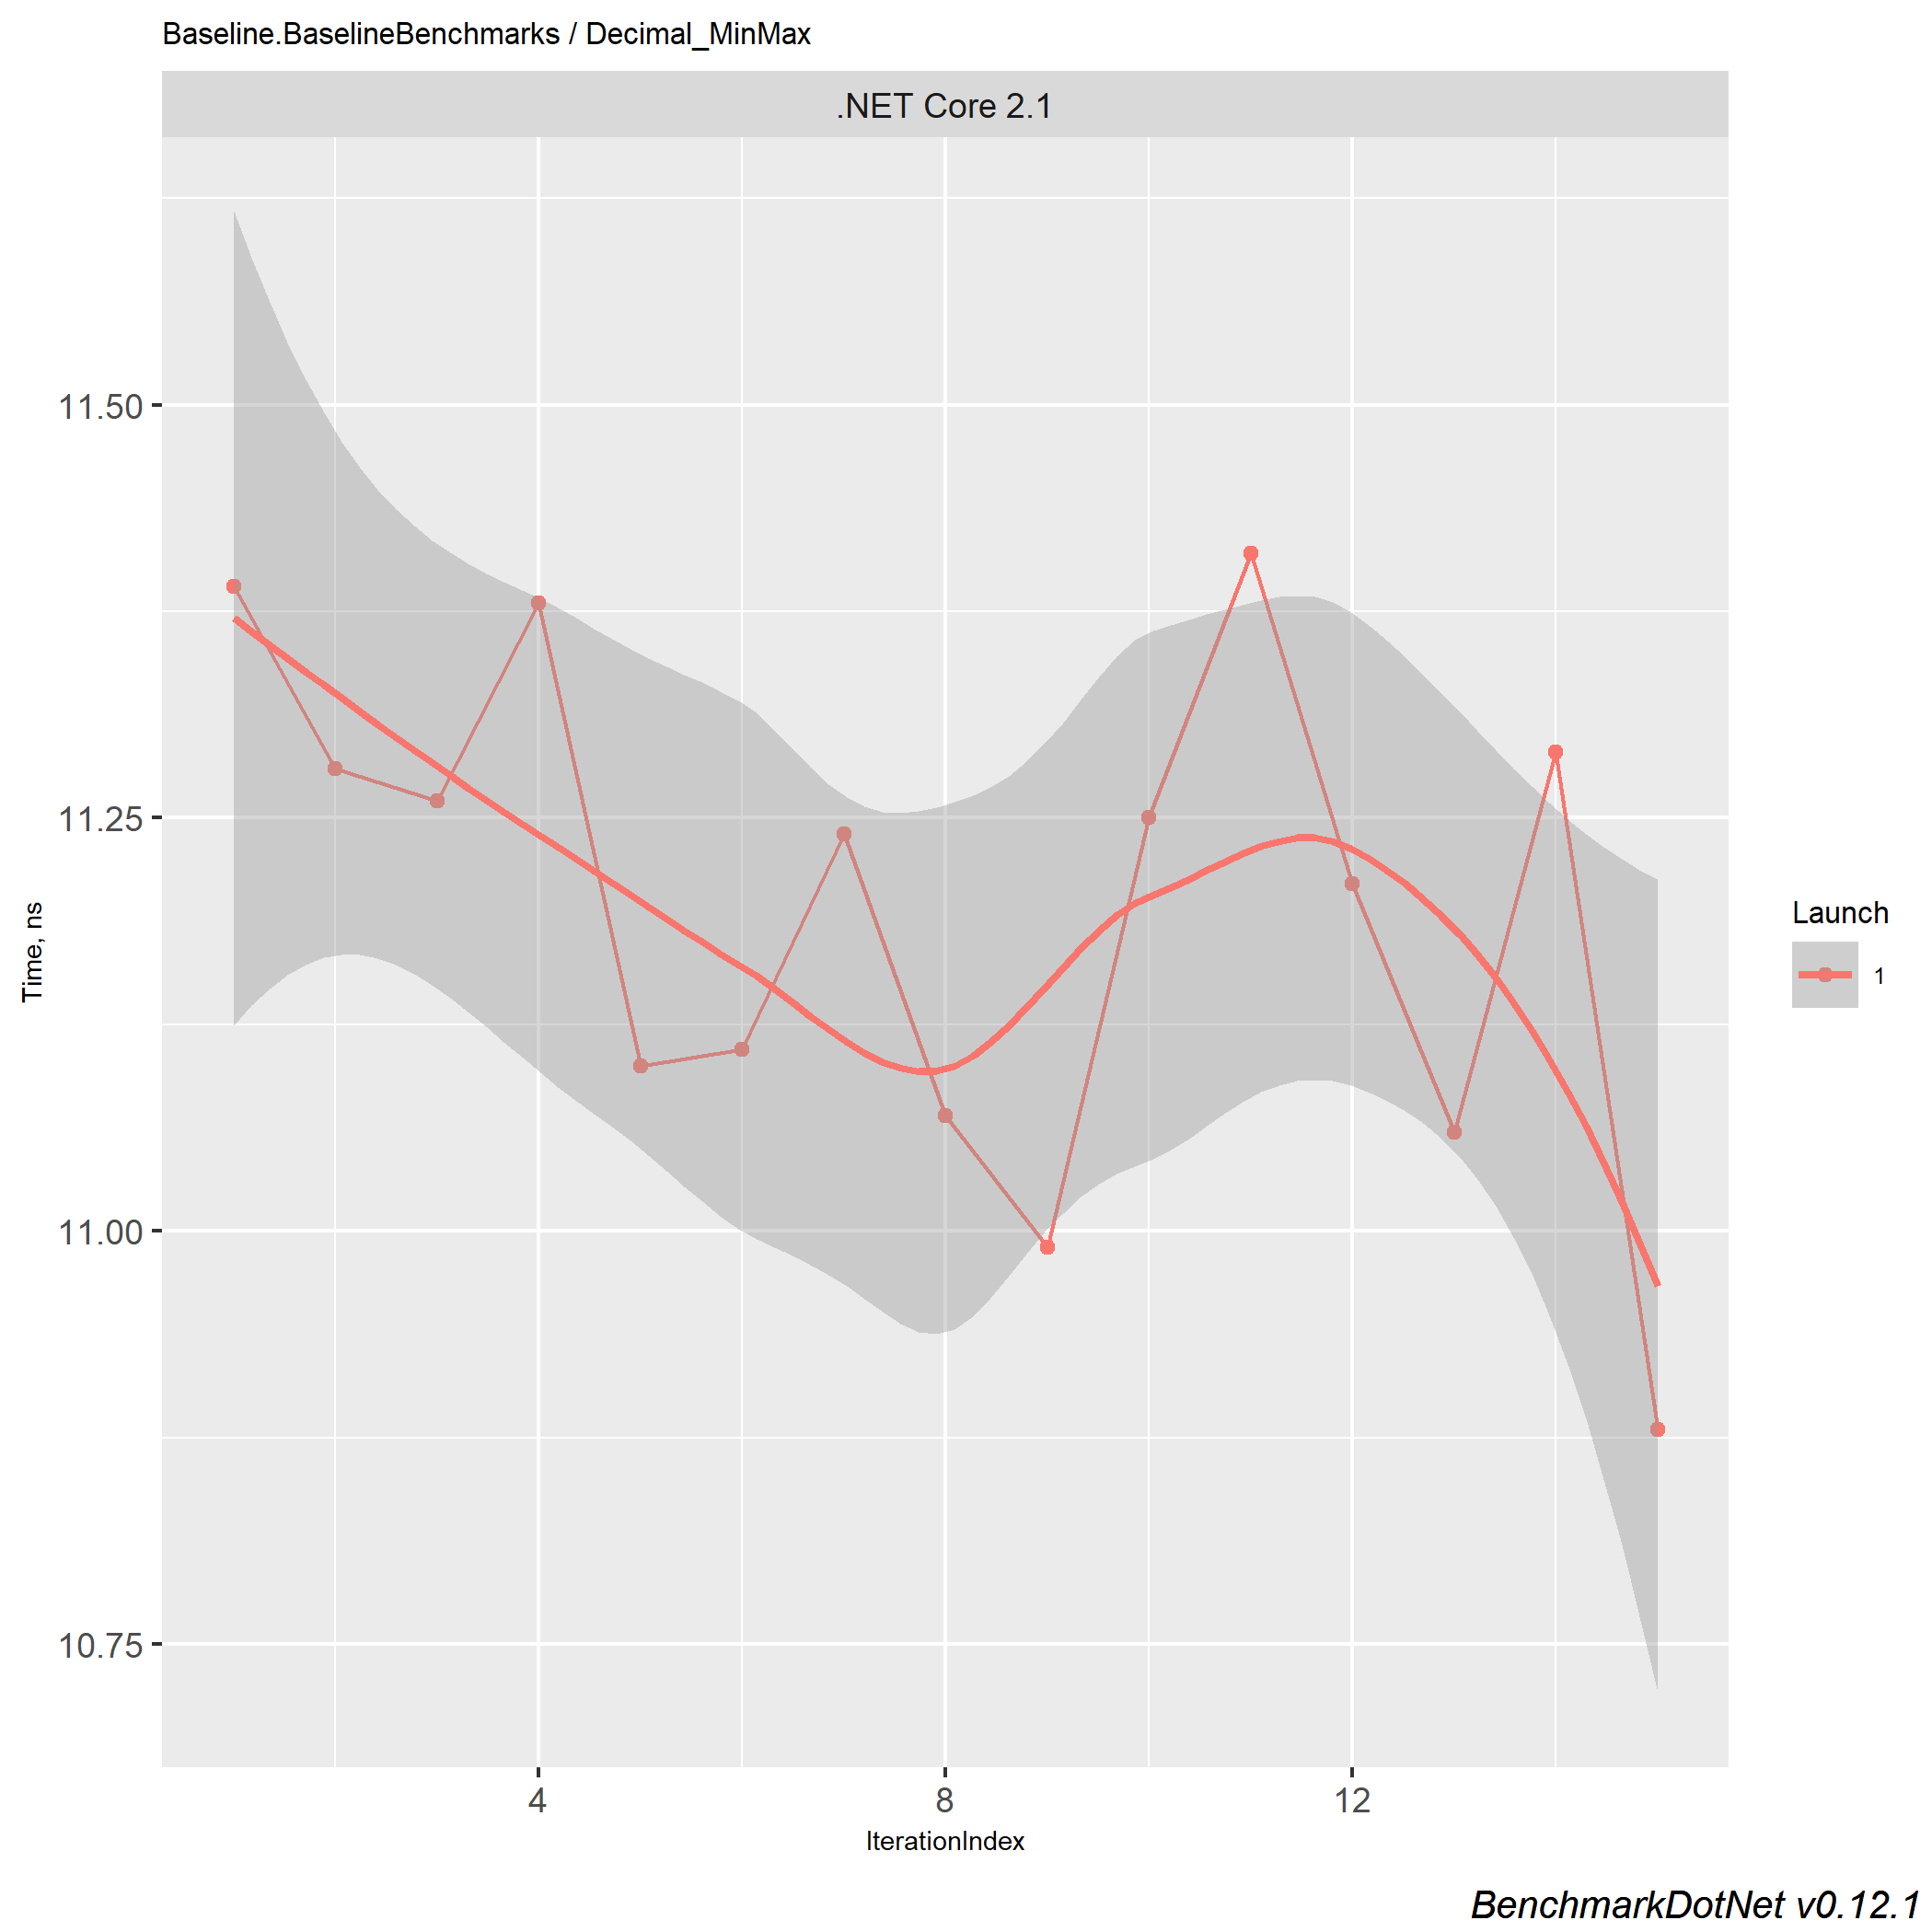 Baseline.BaselineBenchmarks / Decimal_MinMax
.NET Core 2.1
11.50
11.25
11.00
10.75
Time, ns
4 8 12
IterationIndex
Launch
1
BenchmarkDotNet v0.12.1